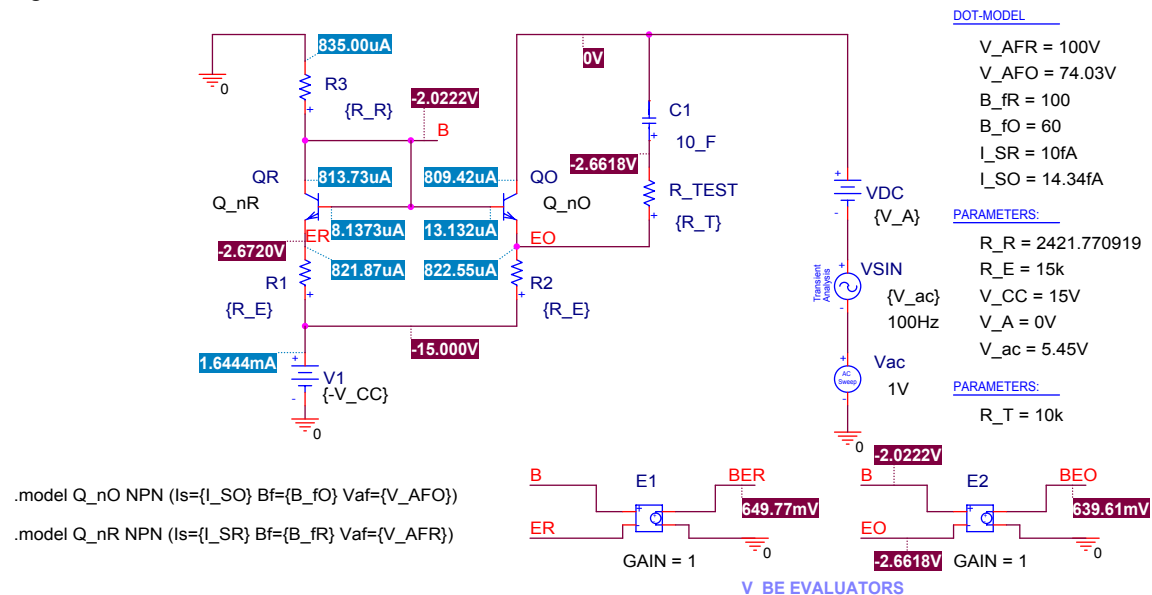 DOT-MODEL
V_AFR = 100V
V_AFO = 74.03V
B_fR = 100
B_fO = 60
I_SR = 10fA
I_SO = 14.34fA
PARAMETERS:
R_R = 2421.770919
R_E = 15k
V_CC = 15V
V_A = 0V
V_ac = 5.45V
PARAMETERS:
R_T = 10k
835.00uA
0
R3
{R_R}
-2.0222V
B
0V
C1
10_F
-2.6618V
QR
813.73uA
809.42uA
QO
Q_nR
Q_nO
R_TEST
{R_T}
ER
8.1373uA
13.132uA
EO
-2.6720V
821.87uA
822.55uA
R1
{R_E}
R2
{R_E}
-15.000V
1.6444mA
V1
{-V_CC}
0
VDC
{V_A}
Transient
Analysis
VSIN
{V_ac}
100Hz
Vac
AC
Sweep
1V
0
.model Q_nO NPN (Is={I_SO} Bf={B_fO} Vaf={V_AFO})
.model Q_nR NPN (Is={I_SR} Bf={B_fR} Vaf={V_AFR})
B
E1
BER
649.77mV
ER
0
GAIN = 1
-2.0222V
B
E2
BEO
639.61mV
EO
-2.6618V
0
GAIN = 1
V BE EVALUATORS